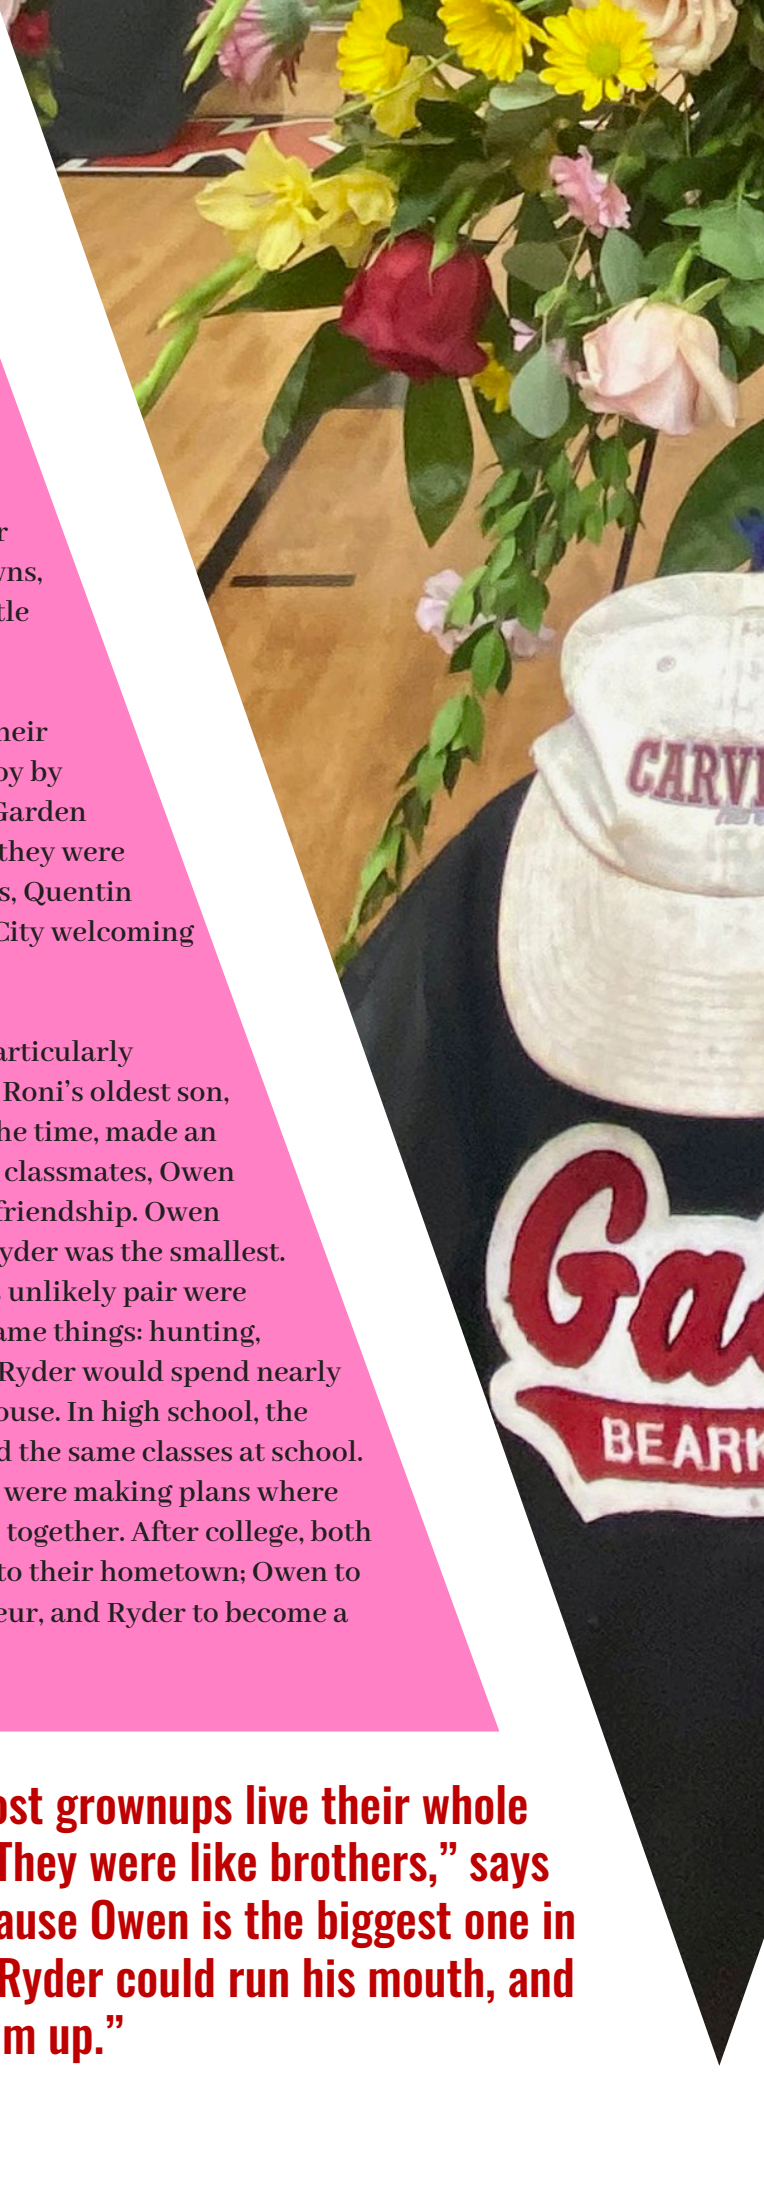 r
wns,
tle
heir
oy by
Garden
they were
s, Quentin
City welcoming
articularly
Roni’s oldest son,
he time, made an
classmates, Owen
friendship. Owen
yder was the smallest.
unlikely pair were
ame things: hunting,
Ryder would spend nearly
ouse. In high school, the
d the same classes at school.
were making plans where
together. After college, both
to their hometown; Owen to
eur, and Ryder to become a
ost grownups live their whole
They were like brothers,” says
ause Owen is the biggest one in
Ryder could run his mouth, and
m up.”
CARV
Ga
BEARK